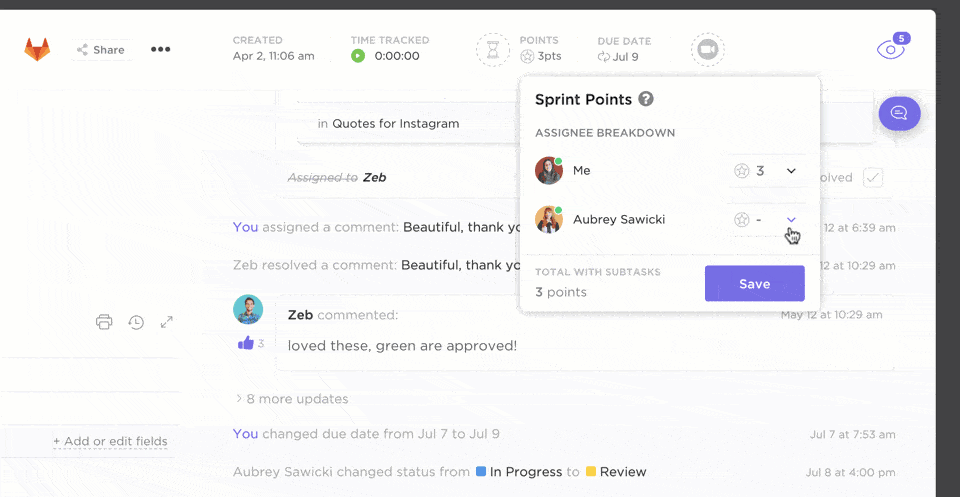 CREATED
Apr 2, 11:06 am
TIME TRACKED
0:00:00
POINTS
3pts
DUE DATE
Jul 9
5
Share
Sprint Points ?
ASSIGNEE BREAKDOWN
Me 3
Aubrey Sawicki -
TOTAL WITH SUBTASKS
3 points
Save
in Quotes for Instagram
Assigned to Zeb
You assigned a comment: Beautiful, thank yo 12 at 6:39 am
Zeb resolved a comment: Beautiful, thank yo 12 at 10:29 am
Zeb commented: May 12 at 10:29 am
3
loved these, green are approved!
> 8 more updates
You changed due date from Jul 7 to Jul 9 Jul 7 at 7:53 am
+ Add or edit fields
Aubrey Sawicki changed status from In Progress to Review Jul 8 at 4:00 pm